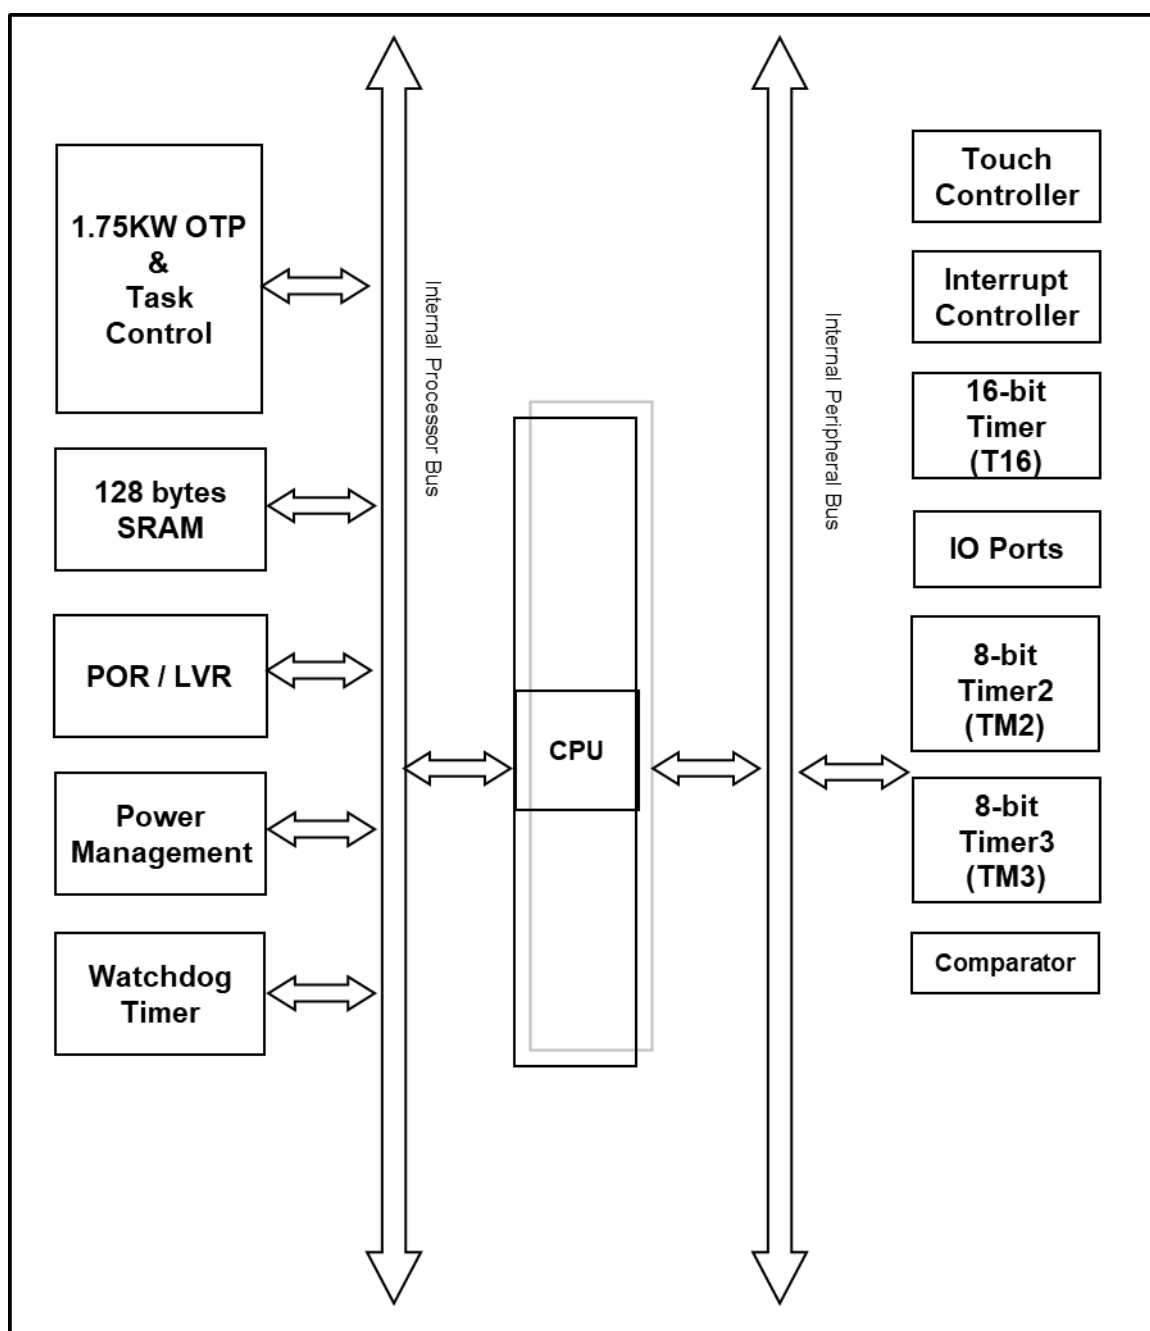 1.75KW OTP
&
Task
Control
128 bytes
SRAM
POR / LVR
Power
Management
Watchdog
Timer
Internal Processor Bus
CPU
Internal Peripheral Bus
Touch
Controller
Interrupt
Controller
16-bit
Timer
(T16)
IO Ports
8-bit
Timer2
(TM2)
8-bit
Timer3
(TM3)
Comparator